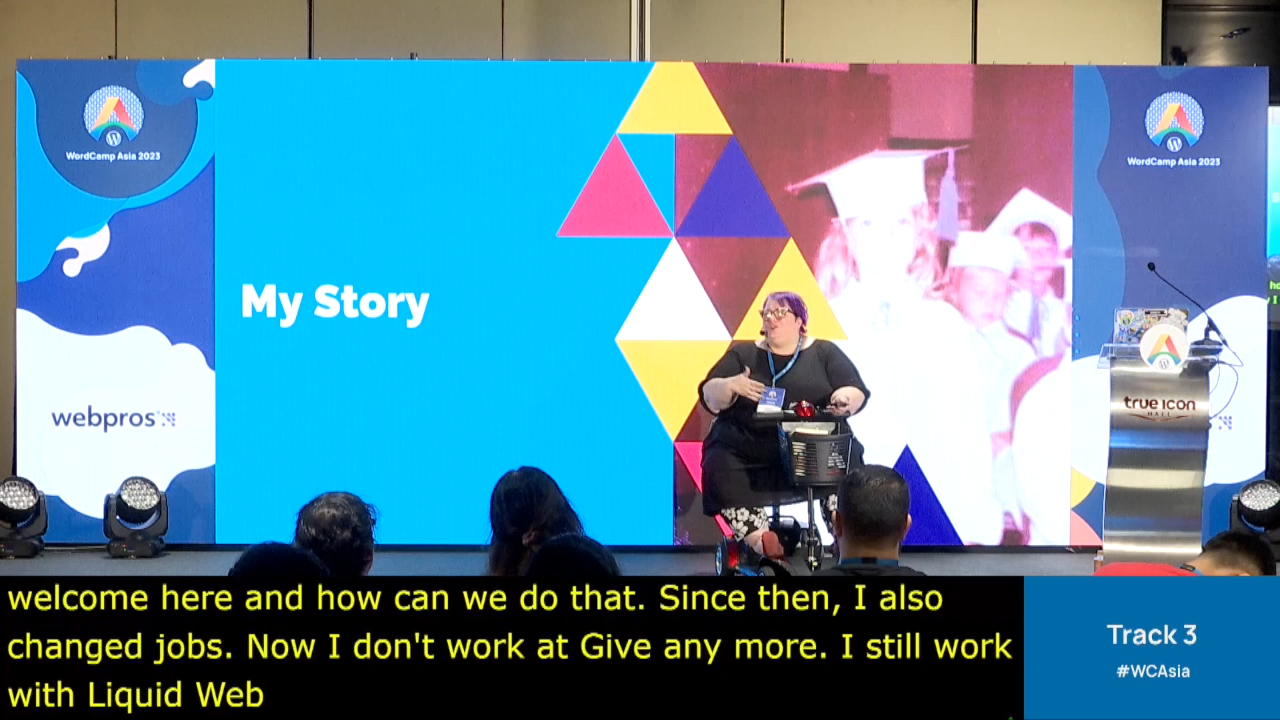 WordCamp Asia 2023
WordCamp Asia 2023
My Story
webpros
true icon
HALL
welcome here and how can we do that. Since then, I also
changed jobs. Now I don't work at Give any more. I still work
with Liquid Web
Track 3
#WCAsia